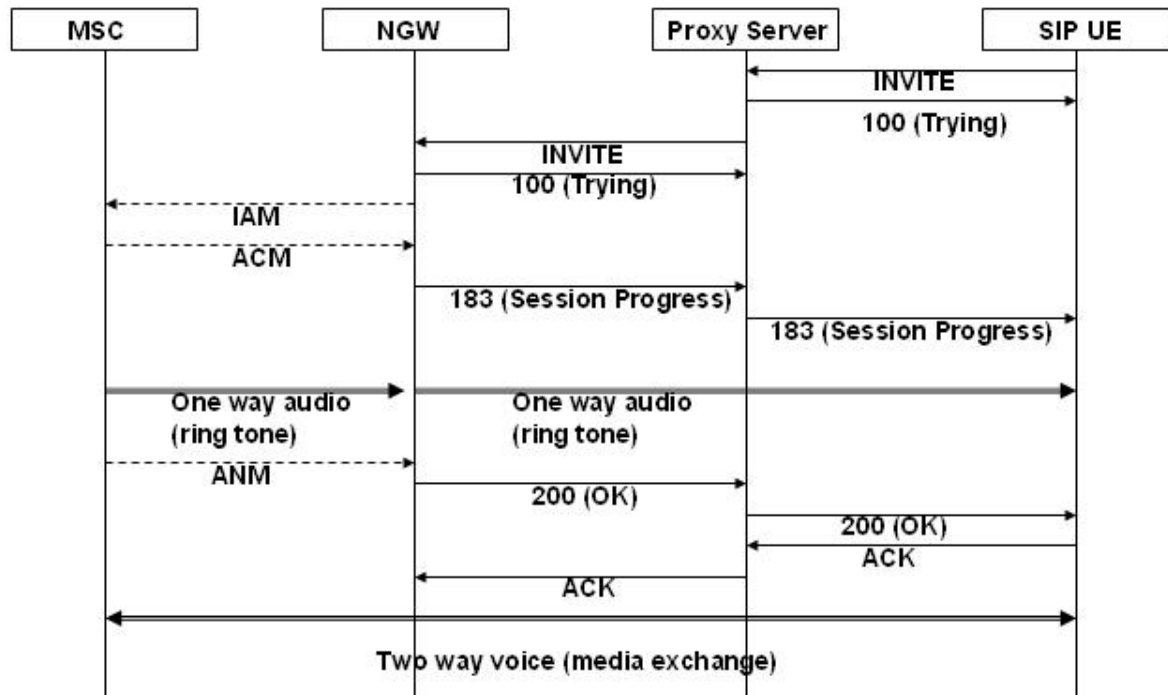 MSC
NGW
Proxy Server
SIP UE
INVITE
100 (Trying)
INVITE
100 (Trying)
IAM
ACM
183 (Session Progress)
183 (Session Progress)
One way audio
(ring tone)
One way audio
(ring tone)
ANM
200 (OK)
200 (OK)
ACK
ACK
Two way voice (media exchange)